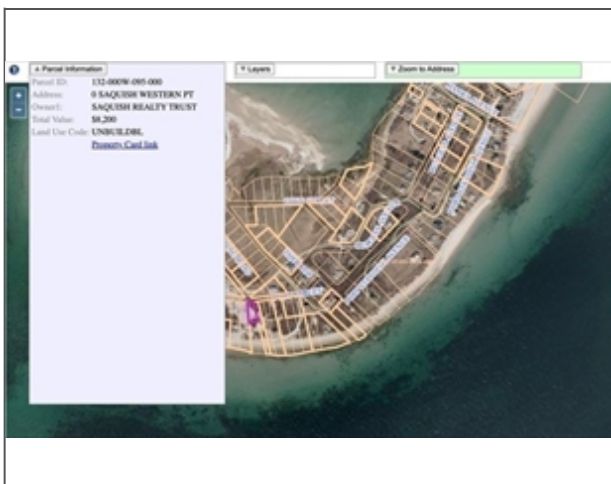 Parcel Information
Layers
Zoom to Address
Parcel ID: 132-000W-095-000
Address: 0 SAQUISH WESTERN PT
Owner1: SAQUISH REALTY TRUST
Total Value: $8,200
Land Use Code: UNBUILDBL
Property Card link